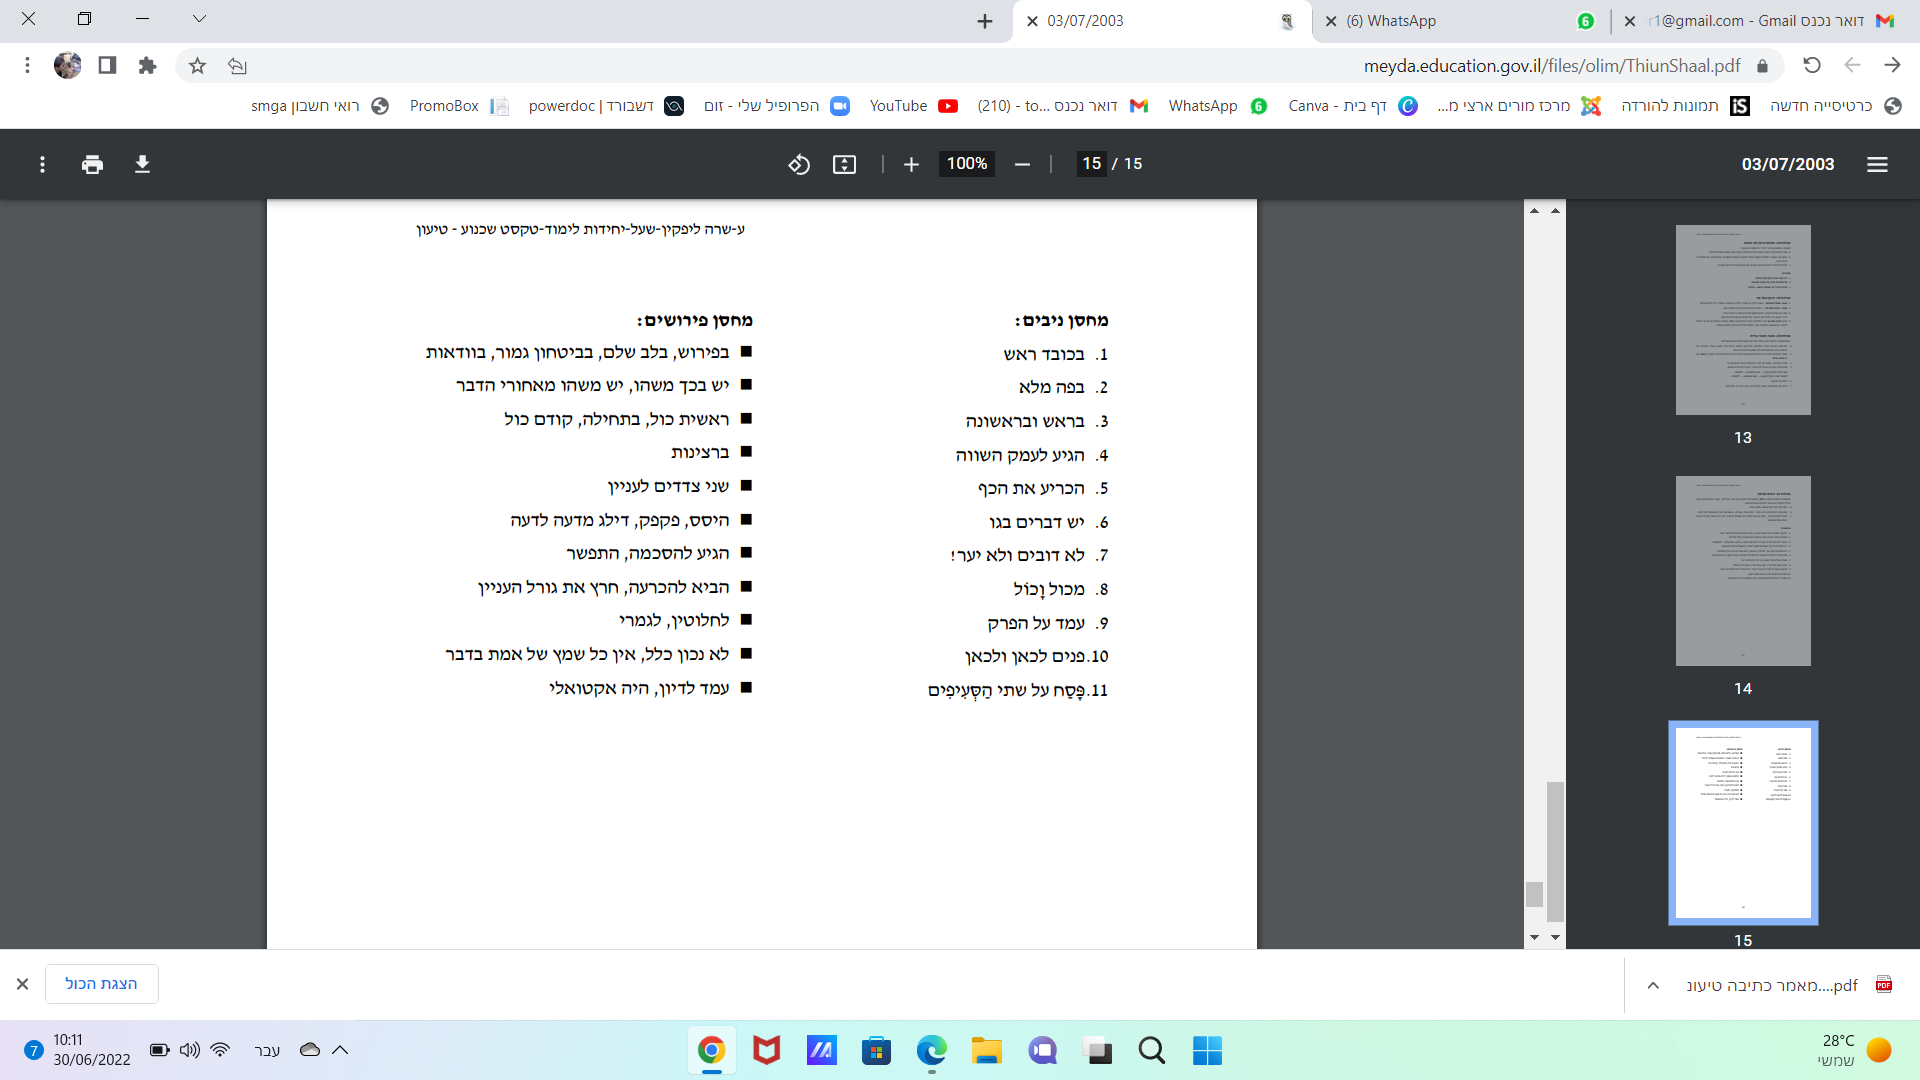 03/07/2003
(6) WhatsApp
דואר נכנס - r1@gmail.com - Gmail
meyda.education.gov.il/files/olim/ThiunShaal.pdf
כרטיסייה חדשה
תמונות להורדה
מרכז מורים ארצי מ...
דף בית - Canva
WhatsApp
דואר נכנס (210) - to...
YouTube
הפרופיל שלי - זום
דשבורד | powerdoc
PromoBox
רואי חשבון| smga
03/07/2003
15 / 15
100%
ע-שרה ליפקין-שעל-יחידות לימוד-טקסט שכנוע - טיעון
מחסן ניבים:
1. בכובד ראש
2. בפה מלא
3. בראש ובראשונה
4. הגיע לעמק השווה
5. הכריע את הכף
6. יש דברים בגו
7. לא דובים ולא יער!
8. מכול וָכוֹל
9. עמד על הפרק
10. פנים לכאן ולכאן
11. פָּסַח על שתי הַסְּעִיפִים
מחסן פירושים:
■ בפירוש, בלב שלם, בביטחון גמור, בוודאות
■ יש בכך משהו, יש משהו מאחורי הדבר
■ ראשית כול, בתחילה, קודם כול
■ ברצינות
■ שני צדדים לעניין
■ היסס, פקפק, דילג מדעה לדעה
■ הגיע להסכמה, התפשר
■ הביא להכרעה, חרץ את גורל העניין
■ לחלוטין, לגמרי
■ לא נכון כלל, אין כל שמץ של אמת בדבר
■ עמד לדיון, היה אקטואלי
13
14
15
מאמר כתיבה טיעונ....pdf
הצגת הכול
28°C
שמשי
עבר
10:11
30/06/2022
7